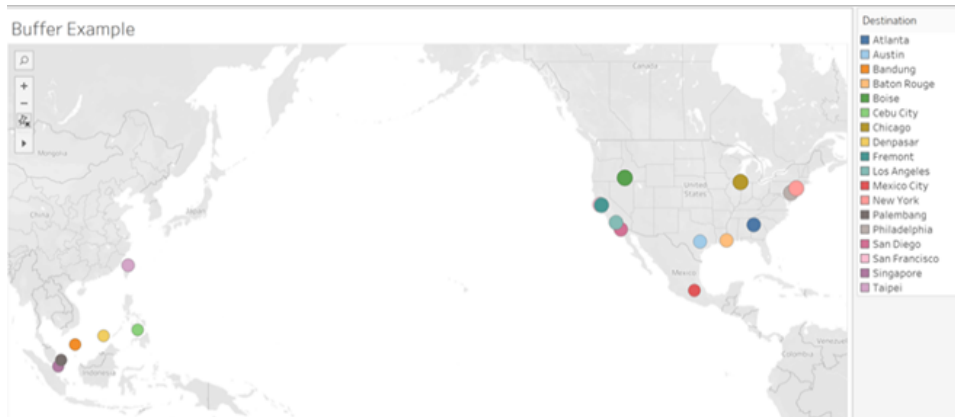 Buffer Example
Destination
Atlanta
Austin
Bandung
Baton Rouge
Boise
Cebu City
Chicago
Denpasar
Fremont
Los Angeles
Mexico City
New York
Palembang
Philadelphia
San Diego
San Francisco
Singapore
Taipei
Canada
Mongolia
United
States
China
Japan
Mexico
Venezuel
Colombia
Indonesia